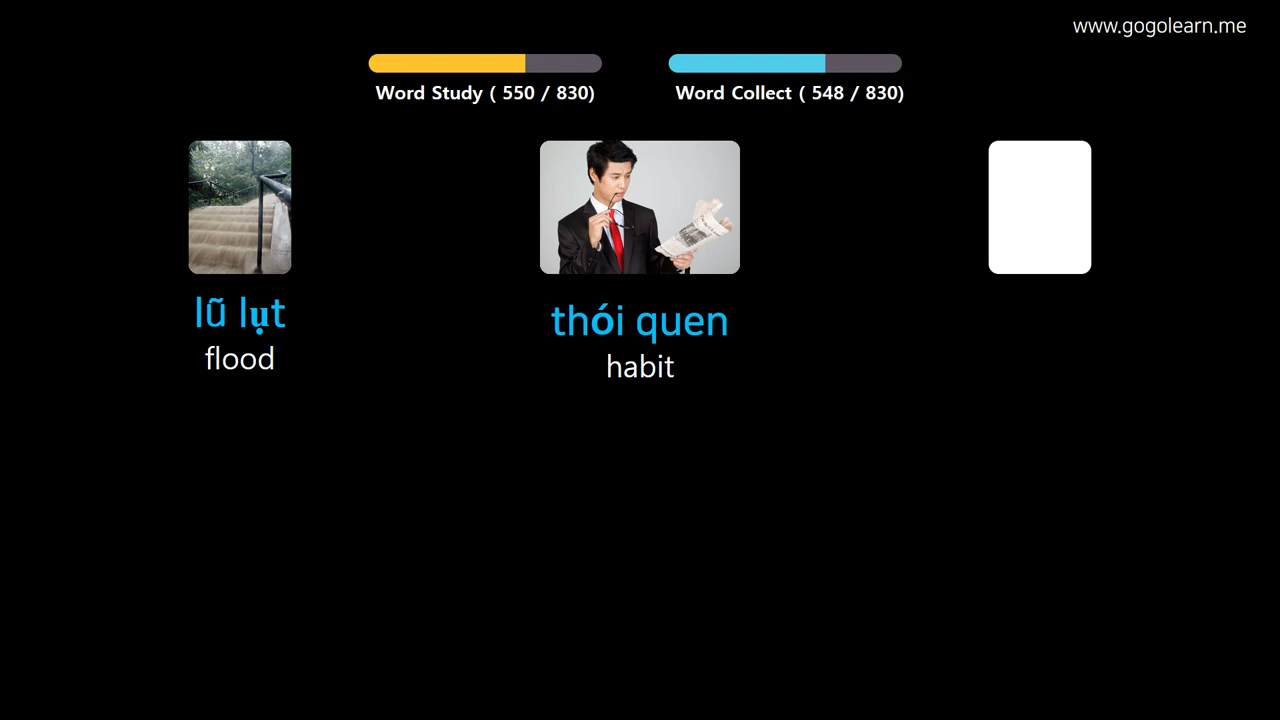 www.gogolearn.me
Word Study ( 550 / 830)
Word Collect ( 548 / 830)
lũ lụt
flood
thói quen
habit